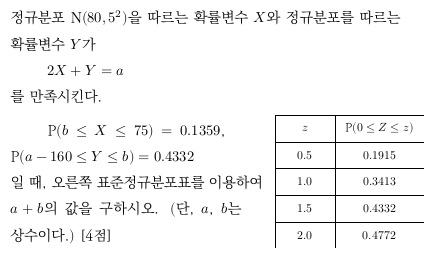 정규분포 N(80, 5²)을 따르는 확률변수 X와 정규분포를 따르는
확률변수 Y가
2X + Y = a
를 만족시킨다.
P(b ≤ X ≤ 75) = 0.1359,
P(a − 160 ≤ Y ≤ b) = 0.4332
일 때, 오른쪽 표준정규분포표를 이용하여
a + b의 값을 구하시오. (단, a, b는
상수이다.) [4점]
z P(0 ≤ Z ≤ z)
0.5 0.1915
1.0 0.3413
1.5 0.4332
2.0 0.4772